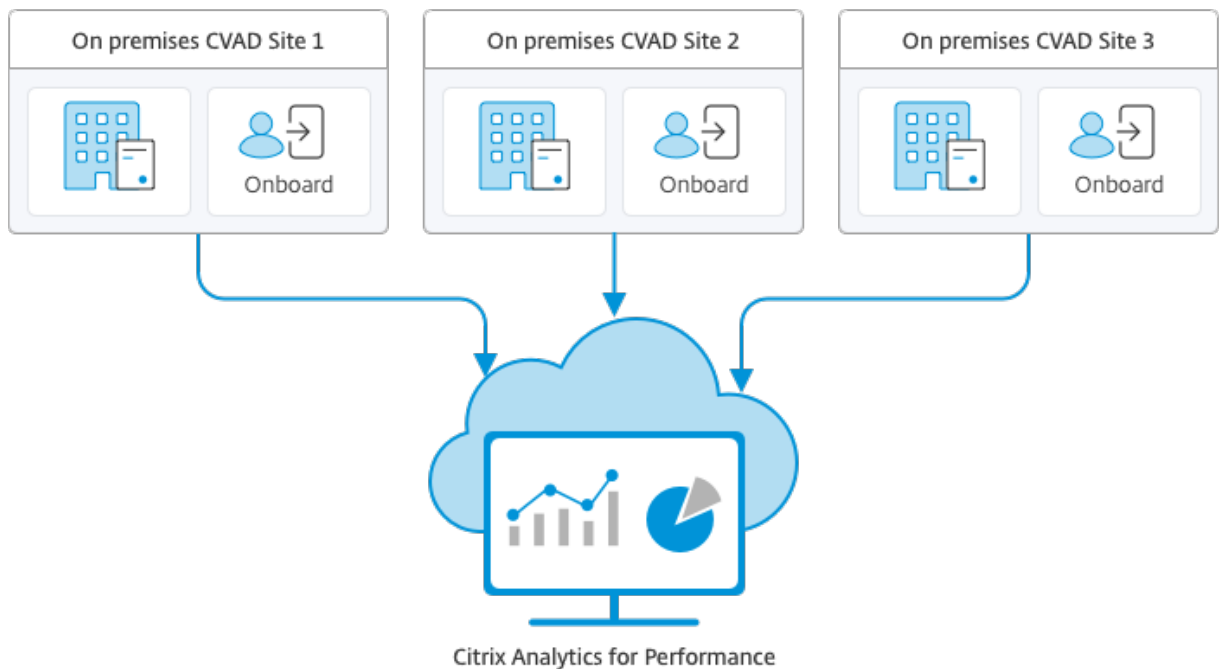 On premises CVAD Site 1
On premises CVAD Site 2
On premises CVAD Site 3
Onboard
Onboard
Onboard
Citrix Analytics for Performance